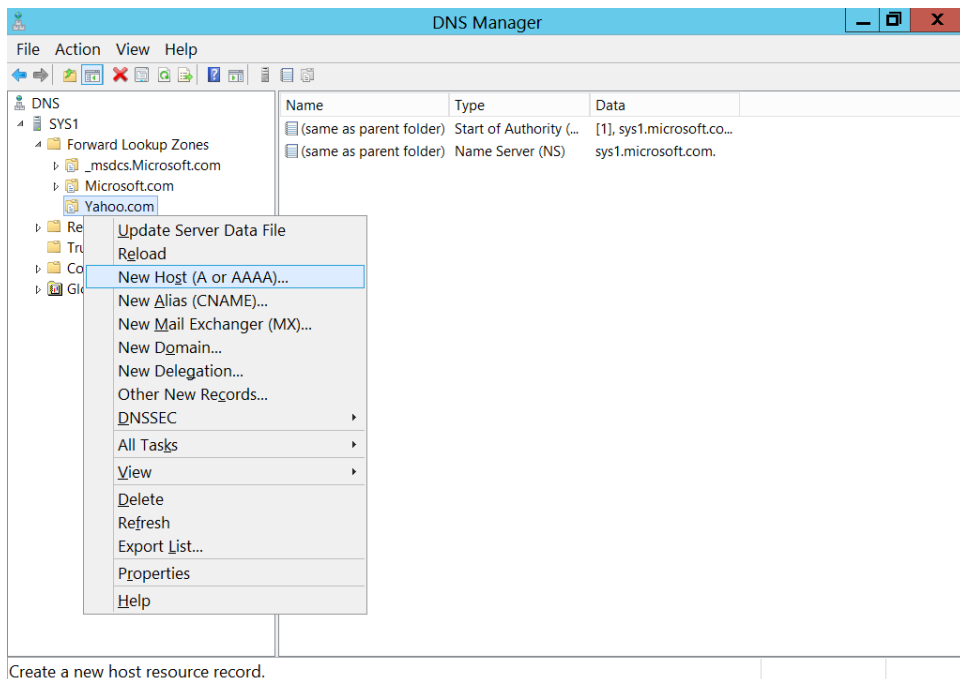 DNS Manager
File Action View Help
DNS
SYS1
Forward Lookup Zones
_msdcs.Microsoft.com
Microsoft.com
Yahoo.com
Re
Tru
Co
Glo
Name Type Data
(same as parent folder) Start of Authority (... [1], sys1.microsoft.co...
(same as parent folder) Name Server (NS) sys1.microsoft.com.
Update Server Data File
Reload
New Host (A or AAAA)...
New Alias (CNAME)...
New Mail Exchanger (MX)...
New Domain...
New Delegation...
Other New Records...
DNSSEC
All Tasks
View
Delete
Refresh
Export List...
Properties
Help
Create a new host resource record.